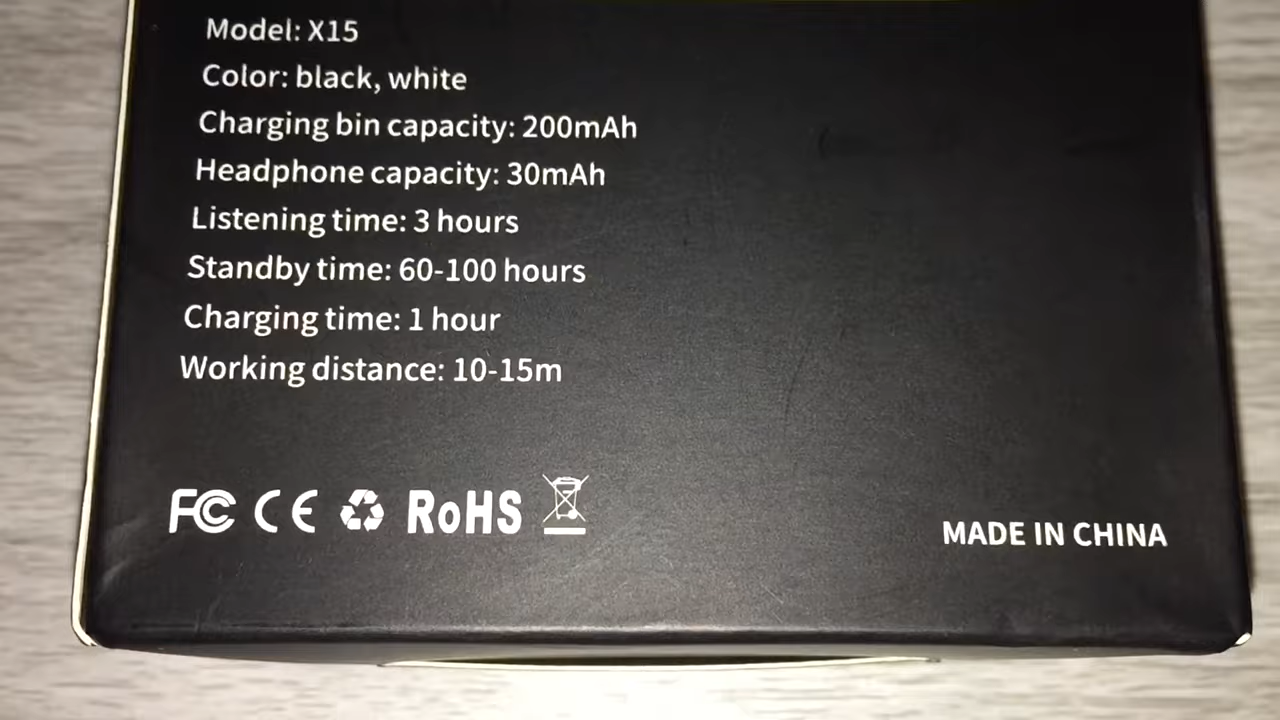 Model: X15
Color: black, white
Charging bin capacity: 200mAh
Headphone capacity: 30mAh
Listening time: 3 hours
Standby time: 60-100 hours
Charging time: 1 hour
Working distance: 10-15m
FC CE RoHS
MADE IN CHINA